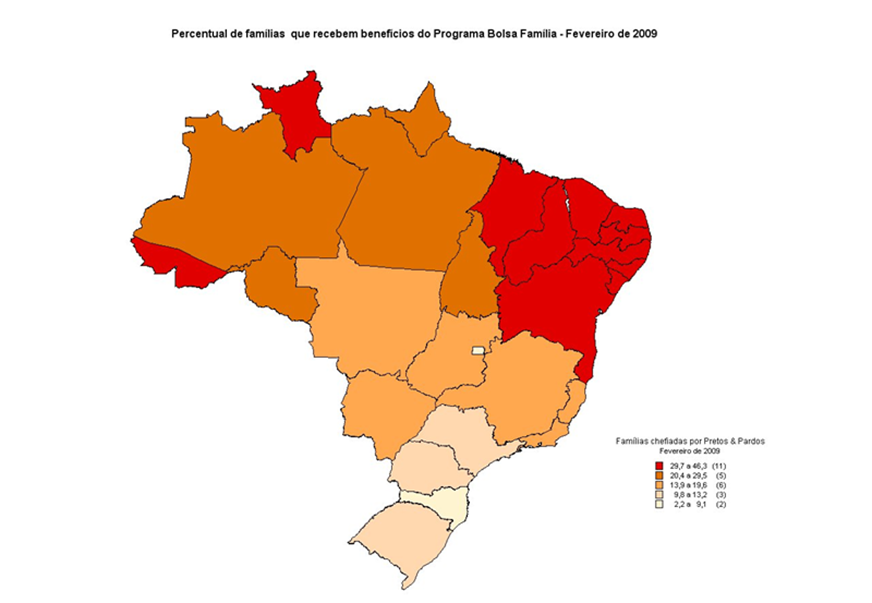 Percentual de famílias que recebem benefícios do Programa Bolsa Família - Fevereiro de 2009
Famílias chefiadas por Pretos & Pardos
Fevereiro de 2009
29,7 a 46,3 (11)
20,4 a 29,5 (5)
13,9 a 19,6 (6)
9,8 a 13,2 (3)
2,2 a 9,1 (2)